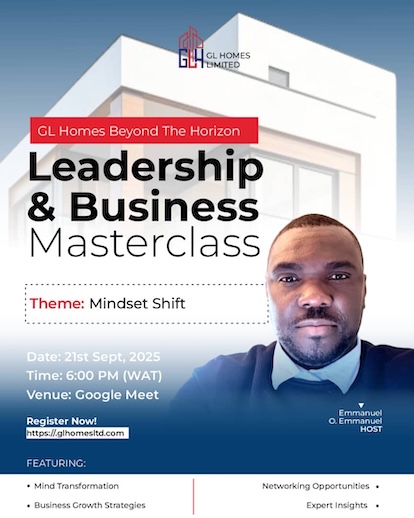 GLH GL HOMES
LIMITED
GL Homes Beyond The Horizon
Leadership
& Business
Masterclass
Theme: Mindset Shift
Date: 21st Sept, 2025
Time: 6:00 PM (WAT)
Venue: Google Meet
Register Now!
https://.glhomesltd.com
Emmanuel
O. Emmanuel
HOST
FEATURING:
• Mind Transformation
• Business Growth Strategies
Networking Opportunities •
Expert Insights •